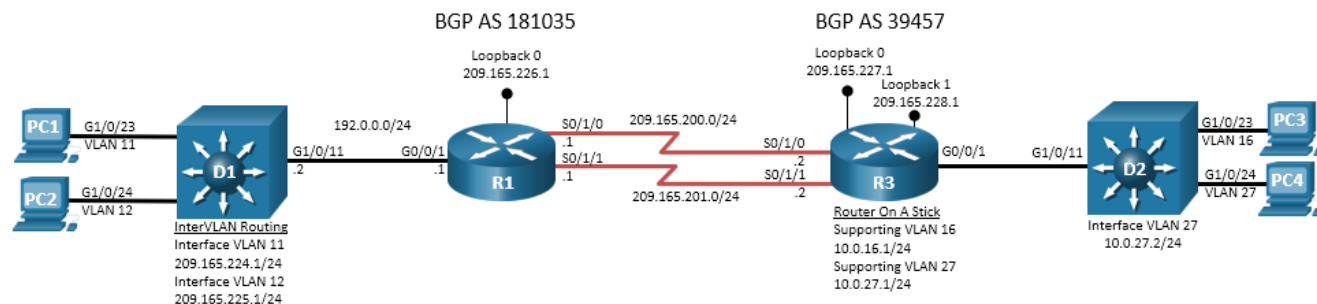 BGP AS 181035
BGP AS 39457
Loopback 0
209.165.226.1
Loopback 0
209.165.227.1
Loopback 1
209.165.228.1
PC1
G1/0/23
VLAN 11
PC2
G1/0/24
VLAN 12
D1
G1/0/11
.2
192.0.0.0/24
G0/0/1
.1
R1
S0/1/0
.1
S0/1/1
.1
209.165.200.0/24
209.165.201.0/24
S0/1/0
.2
S0/1/1
.2
R3
G0/0/1
G1/0/11
D2
G1/0/23
VLAN 16
PC3
G1/0/24
VLAN 27
PC4
InterVLAN Routing
Interface VLAN 11
209.165.224.1/24
Interface VLAN 12
209.165.225.1/24
Router On A Stick
Supporting VLAN 16
10.0.16.1/24
Supporting VLAN 27
10.0.27.1/24
Interface VLAN 27
10.0.27.2/24